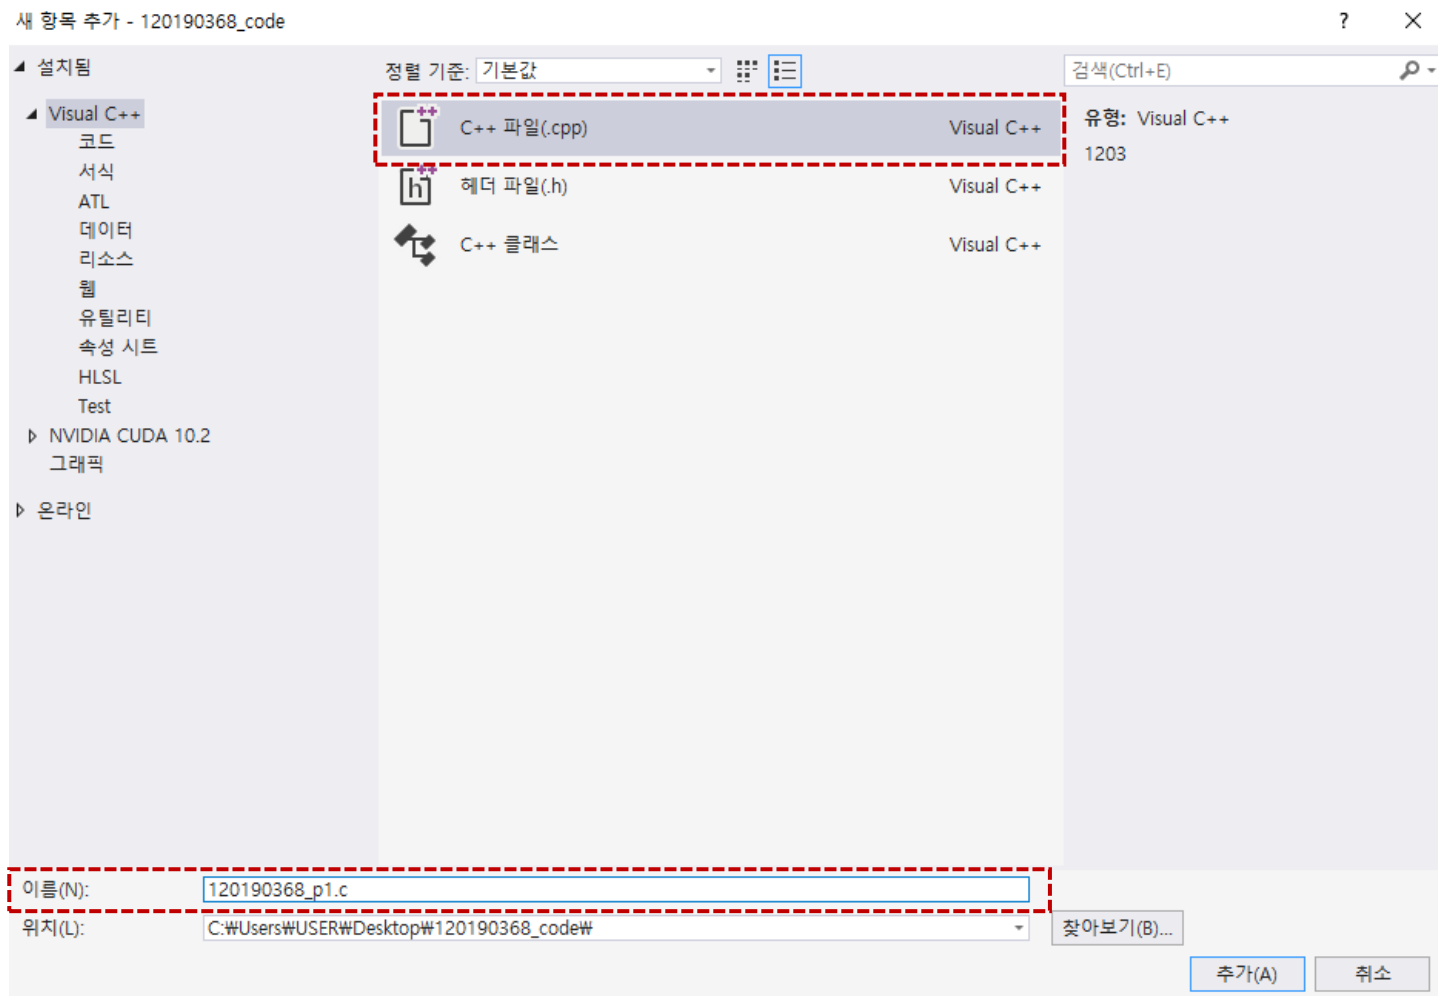 새 항목 추가 - 120190368_code
?
설치됨
Visual C++
코드
서식
ATL
데이터
리소스
웹
유틸리티
속성 시트
HLSL
Test
NVIDIA CUDA 10.2
그래픽
온라인
정렬 기준: 기본값
C++ 파일(.cpp) Visual C++
헤더 파일(.h) Visual C++
C++ 클래스 Visual C++
검색(Ctrl+E)
유형: Visual C++
1203
이름(N): 120190368_p1.c
위치(L): C:₩Users₩USER₩Desktop₩120190368_code₩ 찾아보기(B)...
추가(A) 취소